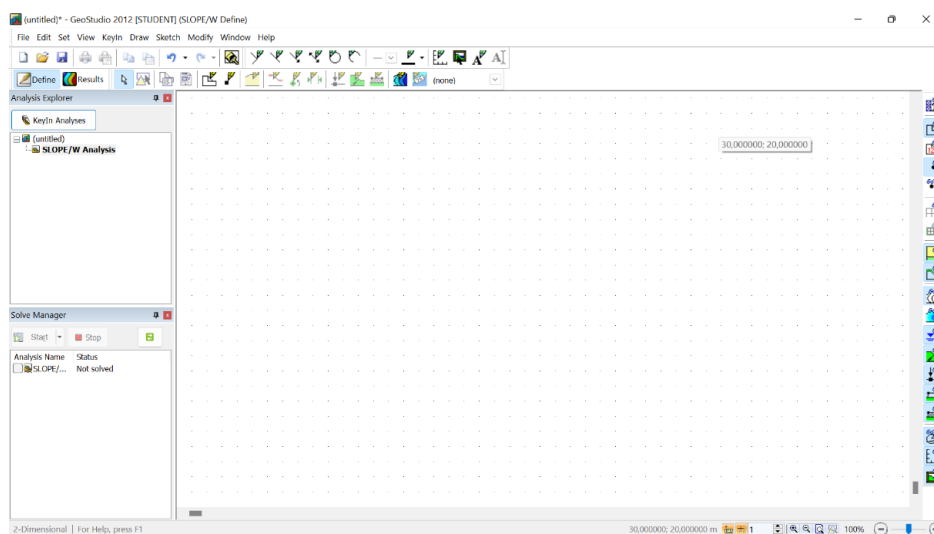 (untitled)* - GeoStudio 2012 [STUDENT] (SLOPE/W Define)
File Edit Set View KeyIn Draw Sketch Modify Window Help
Define Results (none)
Analysis Explorer
KeyIn Analyses
(untitled)
SLOPE/W Analysis
30,000000; 20,000000
Solve Manager
Start Stop
Analysis Name Status
SLOPE/... Not solved
2-Dimensional | For Help, press F1 30,000000; 20,000000 m 1 100%